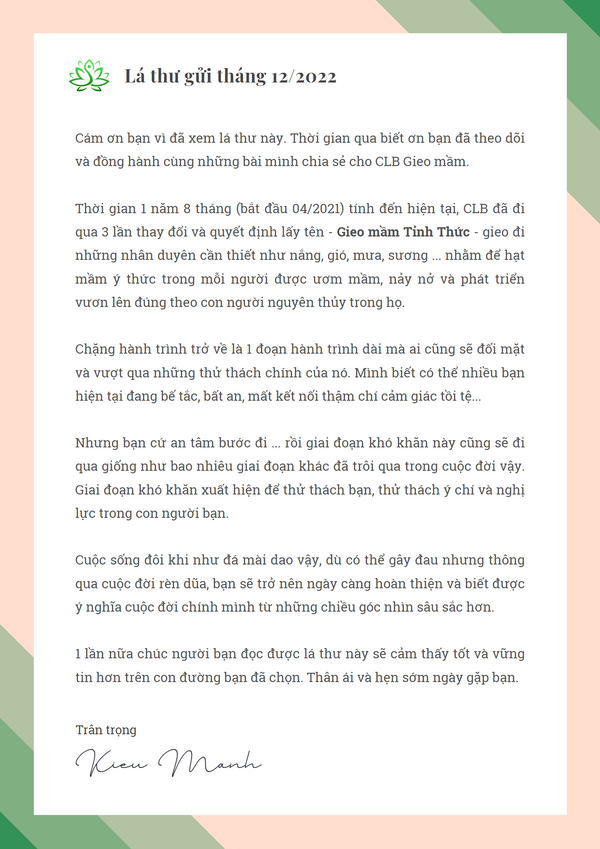 Lá thư gửi tháng 12/2022
Cám ơn bạn vì đã xem lá thư này. Thời gian qua biết ơn bạn đã theo dõi
và đồng hành cùng những bài mình chia sẻ cho CLB Gieo mầm.
Thời gian 1 năm 8 tháng (bắt đầu 04/2021) tính đến hiện tại, CLB đã đi
qua 3 lần thay đổi và quyết định lấy tên - Gieo mầm Tỉnh Thức - gieo đi
những nhân duyên cần thiết như nắng, gió, mưa, sương ... nhằm để hạt
mầm ý thức trong mỗi người được ươm mầm, nảy nở và phát triển
vươn lên đúng theo con người nguyên thủy trong họ.
Chặng hành trình trở về là 1 đoạn hành trình dài mà ai cũng sẽ đối mặt
và vượt qua những thử thách chính của nó. Mình biết có thể nhiều bạn
hiện tại đang bế tắc, bất an, mất kết nối thậm chí cảm giác tồi tệ...
Nhưng bạn cứ an tâm bước đi ... rồi giai đoạn khó khăn này cũng sẽ đi
qua giống như bao nhiêu giai đoạn khác đã trôi qua trong cuộc đời vậy.
Giai đoạn khó khăn xuất hiện để thử thách bạn, thử thách ý chí và nghị
lực trong con người bạn.
Cuộc sống đôi khi như đá mài dao vậy, dù có thể gây đau nhưng thông
qua cuộc đời rèn dũa, bạn sẽ trở nên ngày càng hoàn thiện và biết được
ý nghĩa cuộc đời chính mình từ những chiều góc nhìn sâu sắc hơn.
1 lần nữa chúc người bạn đọc được lá thư này sẽ cảm thấy tốt và vững
tin hơn trên con đường bạn đã chọn. Thân ái và hẹn sớm ngày gặp bạn.
Trân trọng
Kieu Manh